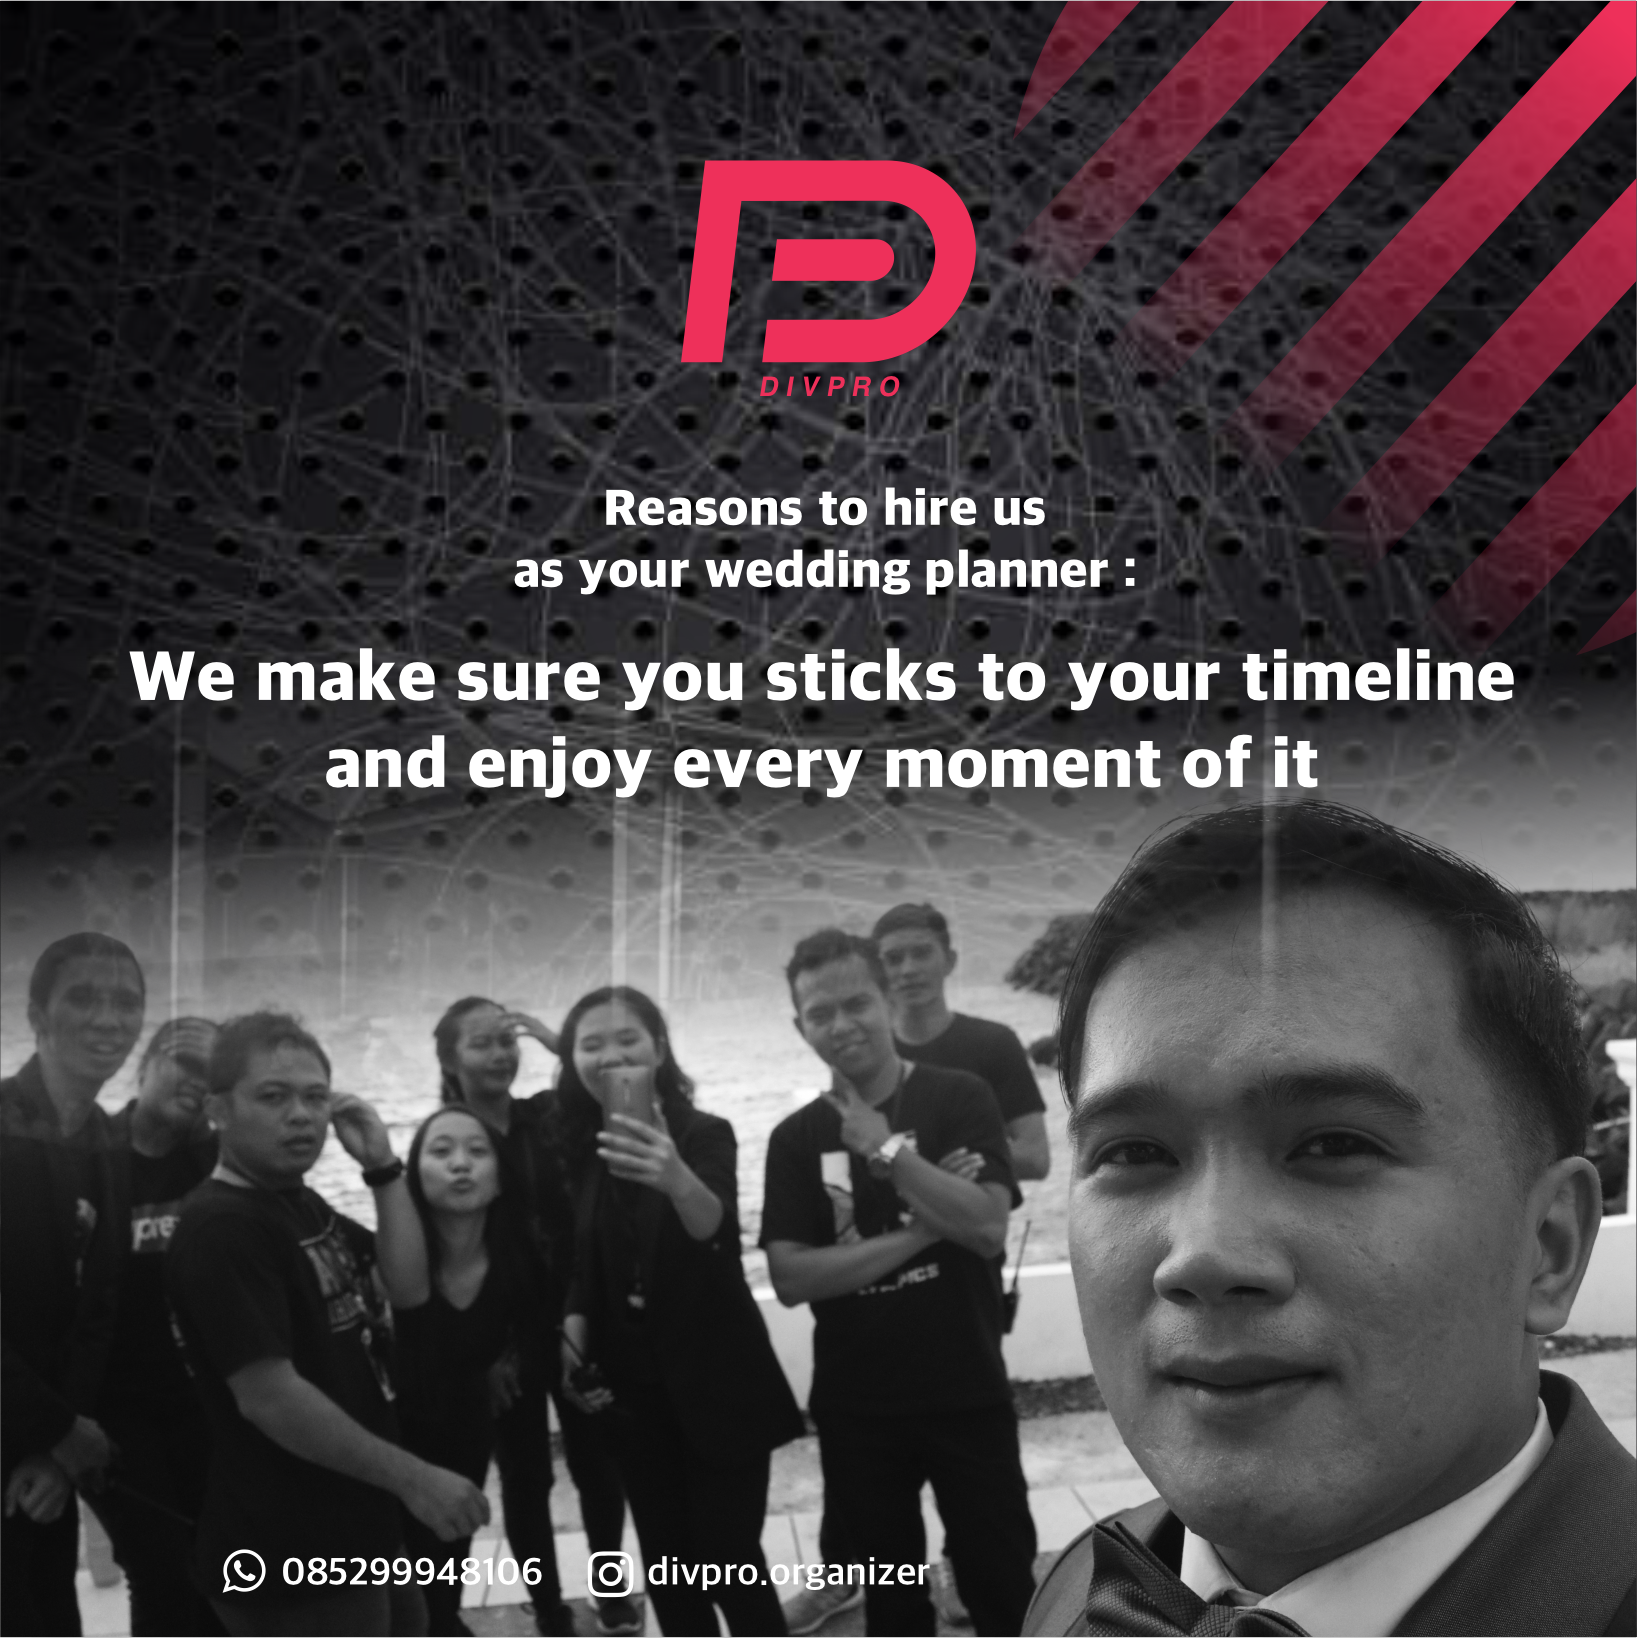 DIVPRO
Reasons to hire us
as your wedding planner :
We make sure you sticks to your timeline
and enjoy every moment of it
085299948106 divpro.organizer